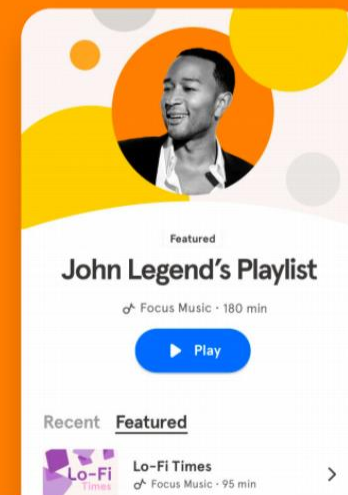 Featured
John Legend's Playlist
Focus Music · 180 min
Play
Recent Featured
Lo-Fi
Times
Lo-Fi Times
Focus Music · 95 min